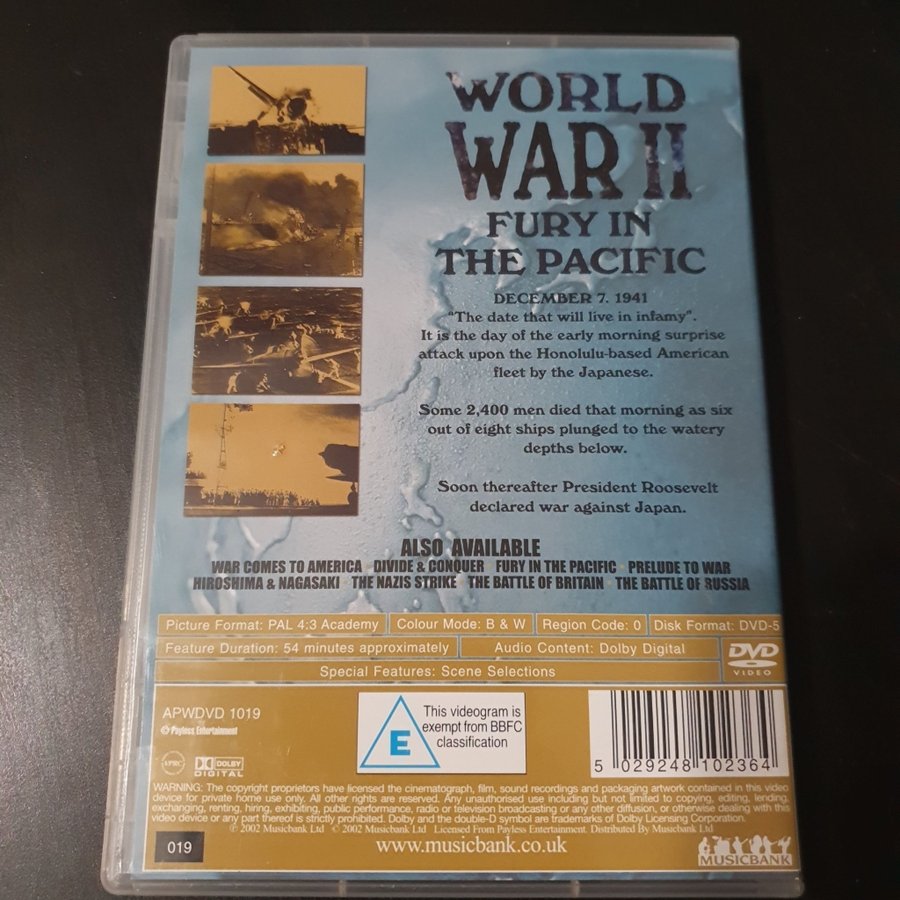 WORLD
WAR II
FURY IN
THE PACIFIC
DECEMBER 7. 1941
"The date that will live in infamy".
It is the day of the early morning surprise
attack upon the Honolulu-based American
fleet by the Japanese.
Some 2,400 men died that morning as six
out of eight ships plunged to the watery
depths below.
Soon thereafter President Roosevelt
declared war against Japan.
ALSO AVAILABLE
WAR COMES TO AMERICA DIVIDE & CONQUER FURY IN THE PACIFIC PRELUDE TO WAR
HIROSHIMA & NAGASAKI THE NAZIS STRIKE THE BATTLE OF BRITAIN THE BATTLE OF RUSSIA
Picture Format: PAL 4:3 Academy Colour Mode: B & W Region Code: 0 Disk Format: DVD-5
Feature Duration: 54 minutes approximately Audio Content: Dolby Digital
DVD
VIDEO
Special Features: Scene Selections
APWDVD 1019
© Payless Entertainment
This videogram is
exempt from BBFC
classification
E
5 029248 102364
DOLBY
DIGITAL
WARNING: The copyright proprietors have licensed the cinematograph, film, sound recordings and packaging artwork contained in this video
device for private home use only. All other rights are reserved. Any unauthorised use including but not limited to copying, editing, lending,
exchanging, renting, hiring, exhibiting, public performance, radio or television broadcasting or any other diffusion, or otherwise dealing with this
video device or any part thereof is strictly prohibited. Dolby and the double-D symbol are trademarks of Dolby Licensing Corporation.
℗ 2002 Musicbank Ltd © 2002 Musicbank Ltd Licensed From Payless Entertainment. Distributed By Musicbank Ltd
019
www.musicbank.co.uk
MUSICBANK